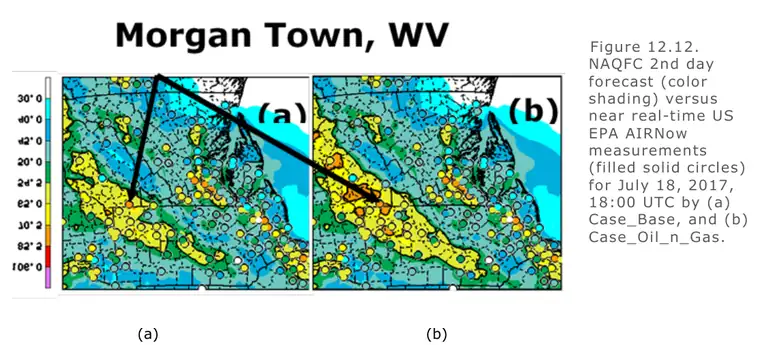 Morgan Town, WV
(a)
(b)
(a)
(b)
Figure 12.12.
NAQFC 2nd day
forecast (color
shading) versus
near real-time US
EPA AIRNow
measurements
(filled solid circles)
for July 18, 2017,
18:00 UTC by (a)
Case_Base, and (b)
Case_Oil_n_Gas.